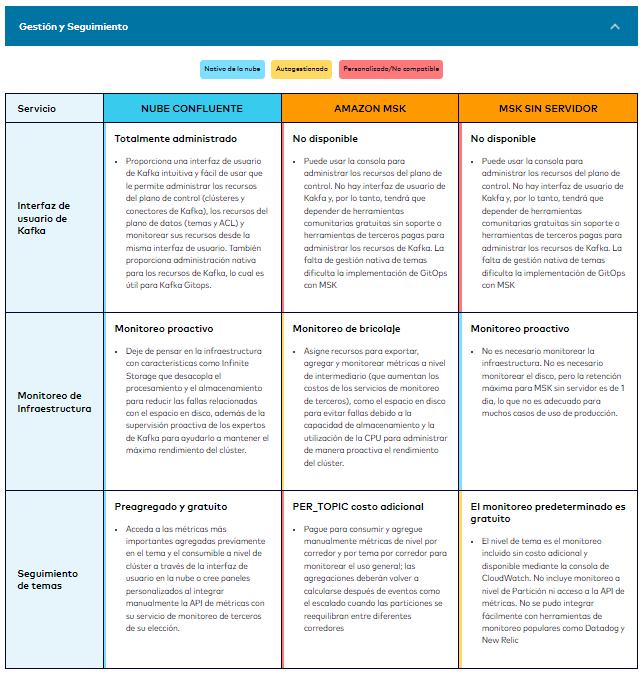 Gestión y Seguimiento
Nativo de la nube
Autogestionado
Personalizado/No compatible
Servicio
NUBE CONFLUENTE
AMAZON MSK
MSK SIN SERVIDOR
Interfaz de
usuario de
Kafka
Totalmente administrado
Proporciona una interfaz de usuario
de Kafka intuitiva y fácil de usar que
le permite administrar los recursos
del plano de control (clústeres y
conectores de Kafka), los recursos del
plano de datos (temas y ACL) y
monitorear sus recursos desde la
misma interfaz de usuario. También
proporciona administración nativa
para los recursos de Kafka, lo cual es
útil para Kafka Gitops.
No disponible
Puede usar la consola para
administrar los recursos del plano de
control. No hay interfaz de usuario de
Kakfa y, por lo tanto, tendrá que
depender de herramientas
comunitarias gratuitas sin soporte o
herramientas de terceros pagas para
administrar los recursos de Kafka. La
falta de gestión nativa de temas
dificulta la implementación de GitOps
con MSK
No disponible
Puede usar la consola para
administrar los recursos del plano de
control. No hay interfaz de usuario de
Kakfa y, por lo tanto, tendrá que
depender de herramientas
comunitarias gratuitas sin soporte o
herramientas de terceros pagas para
administrar los recursos de Kafka. La
falta de gestión nativa de temas
dificulta la implementación de GitOps
con MSK
Monitoreo de
Infraestructura
Monitoreo proactivo
Deje de pensar en la infraestructura
con características como Infinite
Storage que desacopla el
procesamiento y el almacenamiento
para reducir las fallas relacionadas
con el espacio en disco, además de la
supervisión proactiva de los expertos
de Kafka para ayudarlo a mantener el
máximo rendimiento del clúster.
Monitoreo de bricolaje
Asigne recursos para exportar,
agregar y monitorear métricas a nivel
de intermediario (que aumentan los
costos de los servicios de monitoreo
de terceros), como el espacio en disco
para evitar fallas debido a la
capacidad de almacenamiento y la
utilización de la CPU para administrar
de manera proactiva el rendimiento
del clúster.
Monitoreo proactivo
No es necesario monitorear la
infraestructura. No es necesario
monitorear el disco, pero la retención
máxima para MSK sin servidor es de 1
día, lo que no es adecuado para
muchos casos de uso de producción.
Seguimiento
de temas
Preagregado y gratuito
Acceda a las métricas más
importantes agregadas previamente
en el tema y el consumible a nivel de
clúster a través de la interfaz de
usuario en la nube o cree paneles
personalizados al integrar
manualmente la API de métricas con
su servicio de monitoreo de terceros
de su elección.
PER_TOPIC costo adicional
Pague para consumir y agregue
manualmente métricas de nivel por
corredor y por tema por corredor para
monitorear el uso general; las
agregaciones deberán volver a
calcularse después de eventos como
el escalado cuando las particiones se
reequilibran entre diferentes
corredores
El monitoreo predeterminado es
gratuito
El nivel de tema es el monitoreo
incluido sin costo adicional y
disponible mediante la consola de
CloudWatch. No incluye monitoreo a
nivel de Partición ni acceso a la API de
métricas. No se pudo integrar
fácilmente con herramientas de
monitoreo populares como Datadog y
New Relic